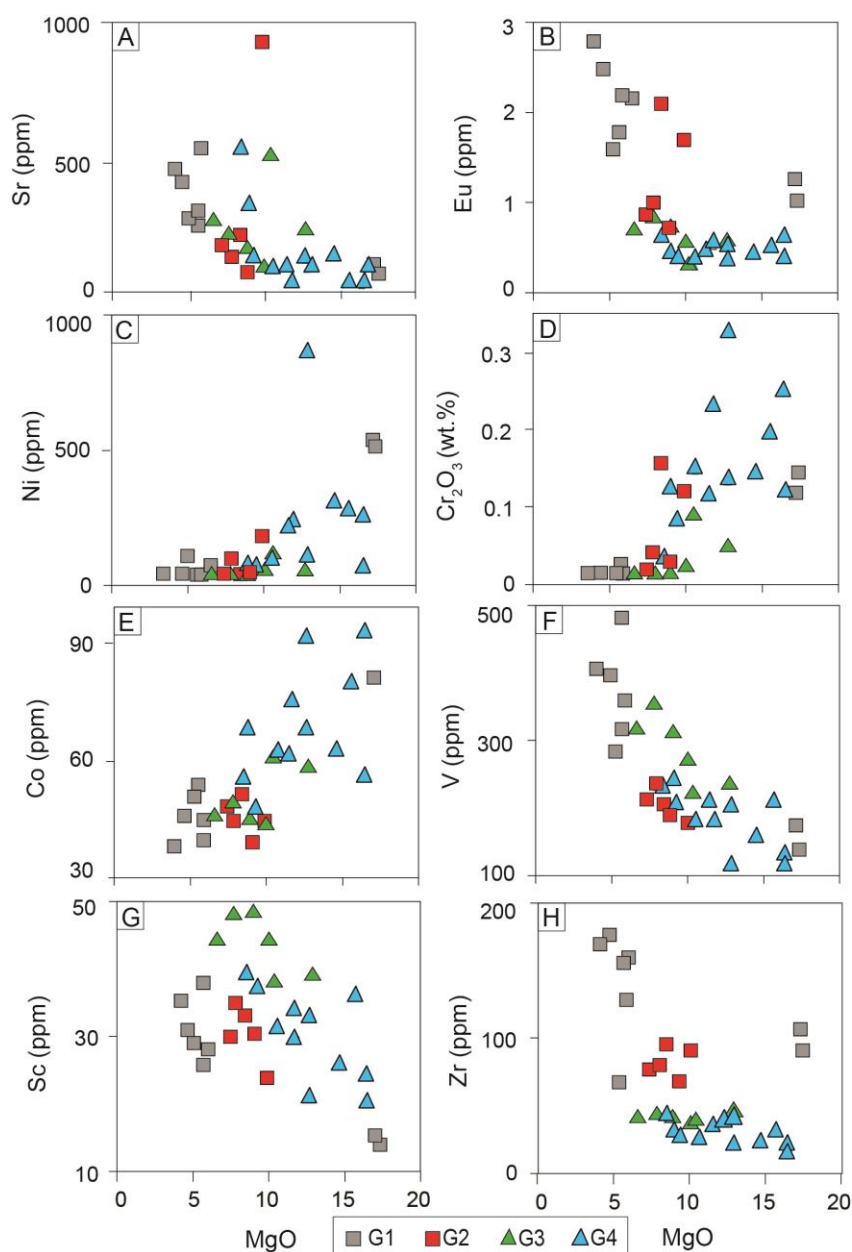 A
1000
500
0
Sr (ppm)
B
3
2
1
0
Eu (ppm)
C
1000
500
0
Ni (ppm)
D
0.3
0.2
0.1
0
Cr2O3 (wt.%)
E
90
60
30
Co (ppm)
F
500
300
100
V (ppm)
G
50
30
10
Sc (ppm)
0 5 10 15 20
MgO
H
200
100
0
Zr (ppm)
0 5 10 15 20
MgO
G1 G2 G3 G4